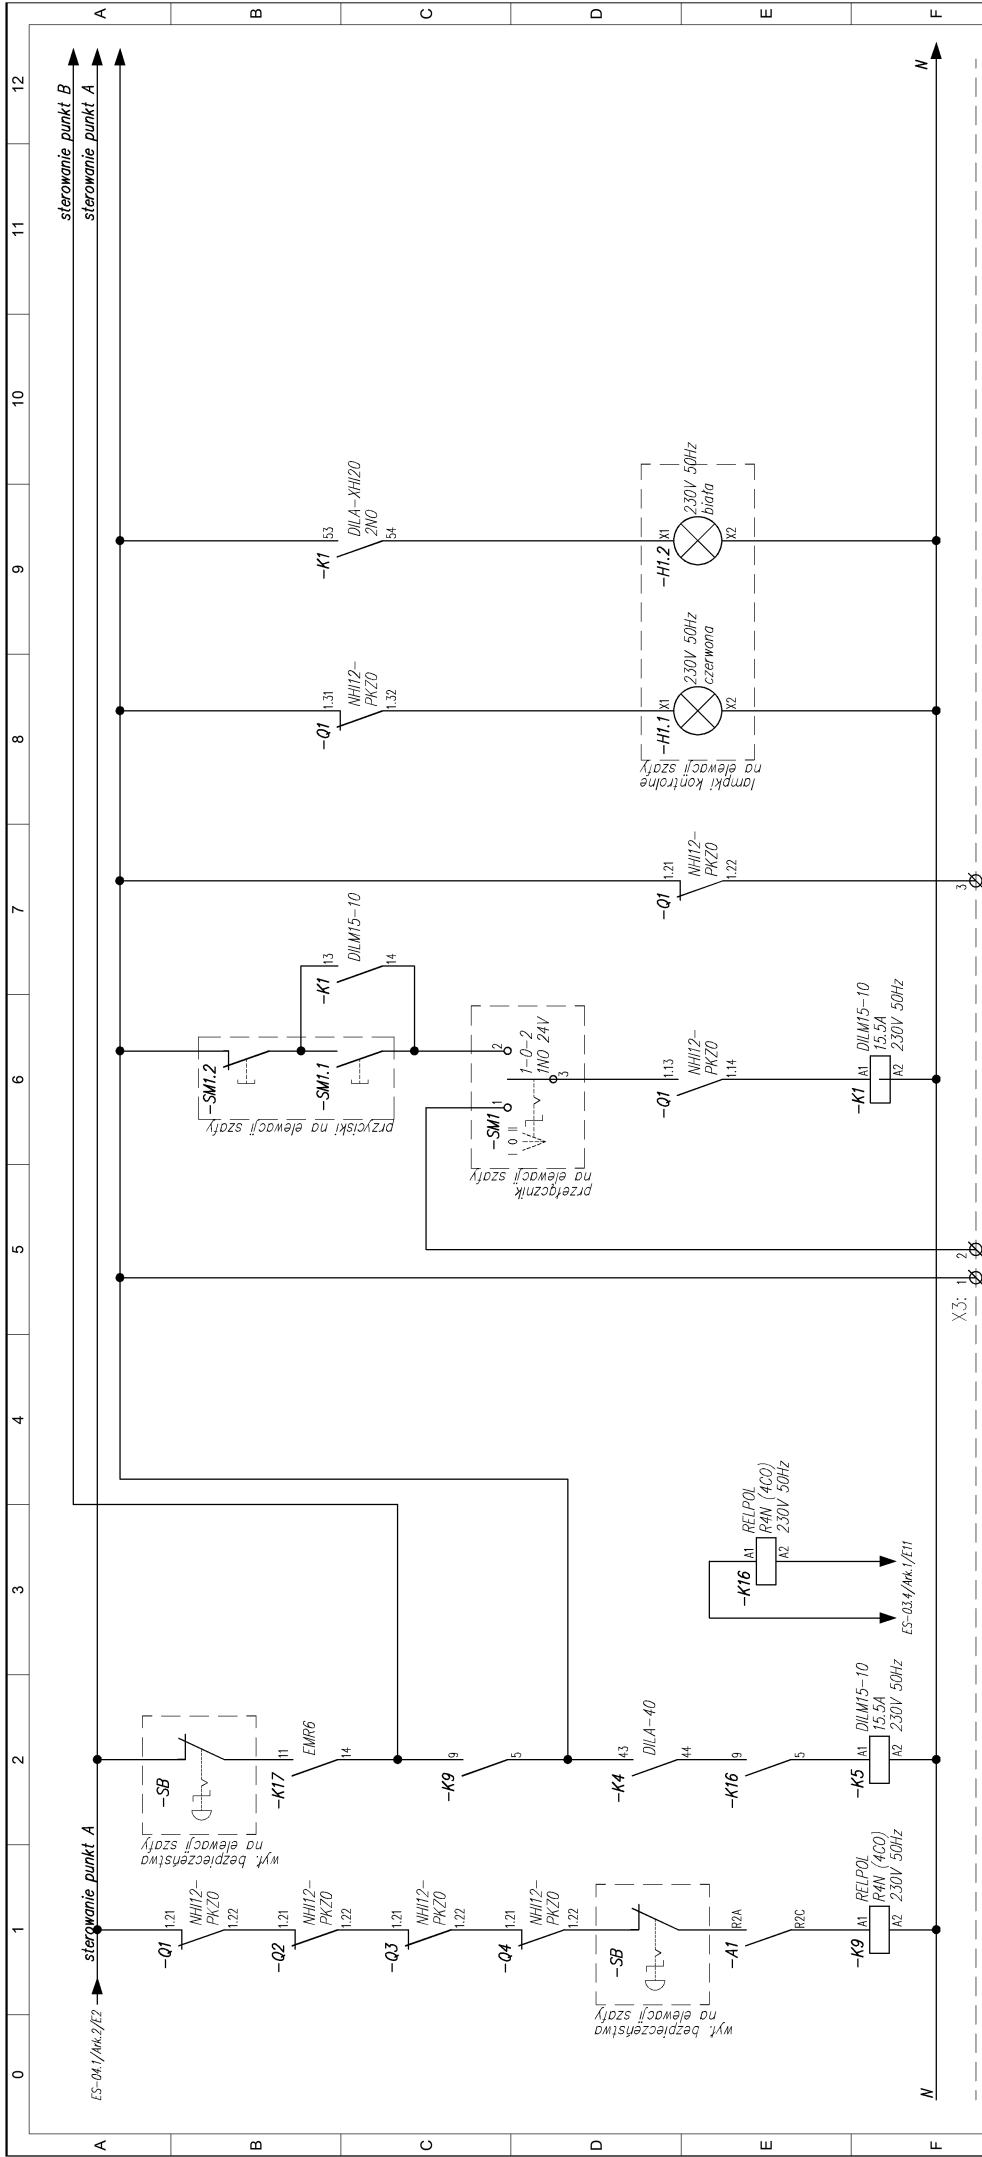 0 1 2 3 4 5 6 7 8 9 10 11 12
A
B
C
D
E
F
A
B
C
D
E
F
sterowanie punkt B
sterowanie punkt A
ES-04.1/Ark.2/E2
sterowanie punkt A
N
N
-Q1
1.21
NHI12-
PKZ0
1.22
-Q2
1.21
NHI12-
PKZ0
1.22
-Q3
1.21
NHI12-
PKZ0
1.22
-Q4
1.21
NHI12-
PKZ0
1.22
-SB
wył. bezpieczeństwa
na elewacji szafy
-A1
R2A
R2C
-K9
A1
A2
RELPOL
R4N (4CO)
230V 50Hz
-SB
wył. bezpieczeństwa
na elewacji szafy
-K17
11
EMR6
14
-K9
9
5
-K4
43
DILA-40
44
-K16
9
5
-K5
A1
A2
DILM15-10
15.5A
230V 50Hz
-K16
A1
A2
RELPOL
R4N (4CO)
230V 50Hz
ES-03.4/Ark.1/E11
X3:
1
2
-SM1.2
-SM1.1
przyciski na elewacji szafy
-K1
13
DILM15-10
14
-SM1
1
2
3
I 0 II
1-0-2
1NO 24V
przełącznik
na elewacji szafy
-Q1
1.13
NHI12-
PKZ0
1.14
-K1
A1
A2
DILM15-10
15.5A
230V 50Hz
-Q1
1.21
NHI12-
PKZ0
1.22
3
-Q1
1.31
NHI12-
PKZ0
1.32
-H1.1
X1
X2
230V 50Hz
czerwona
lampki kontrolne
na elewacji szafy
-K1
53
DILA-XHI20
2NO
54
-H1.2
X1
X2
230V 50Hz
biała